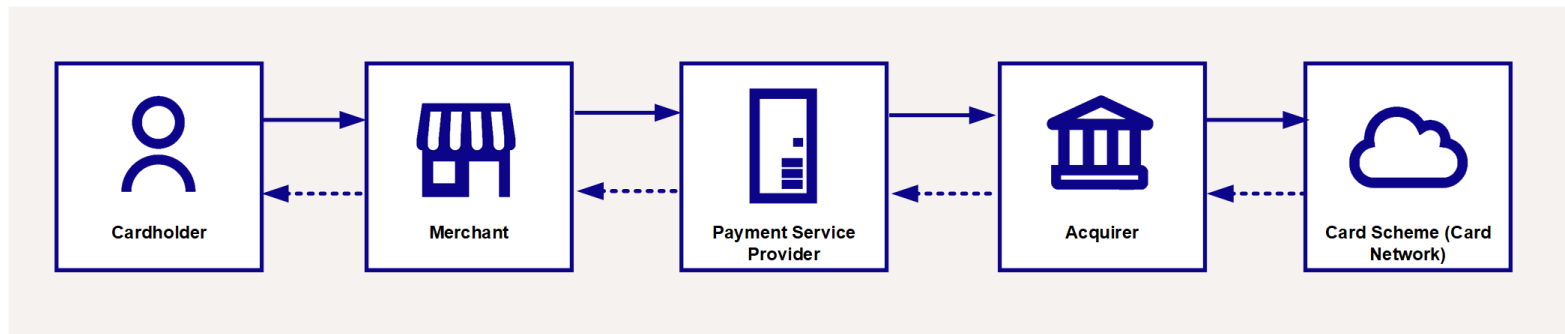 Cardholder
Merchant
Payment Service
Provider
Acquirer
Card Scheme (Card
Network)